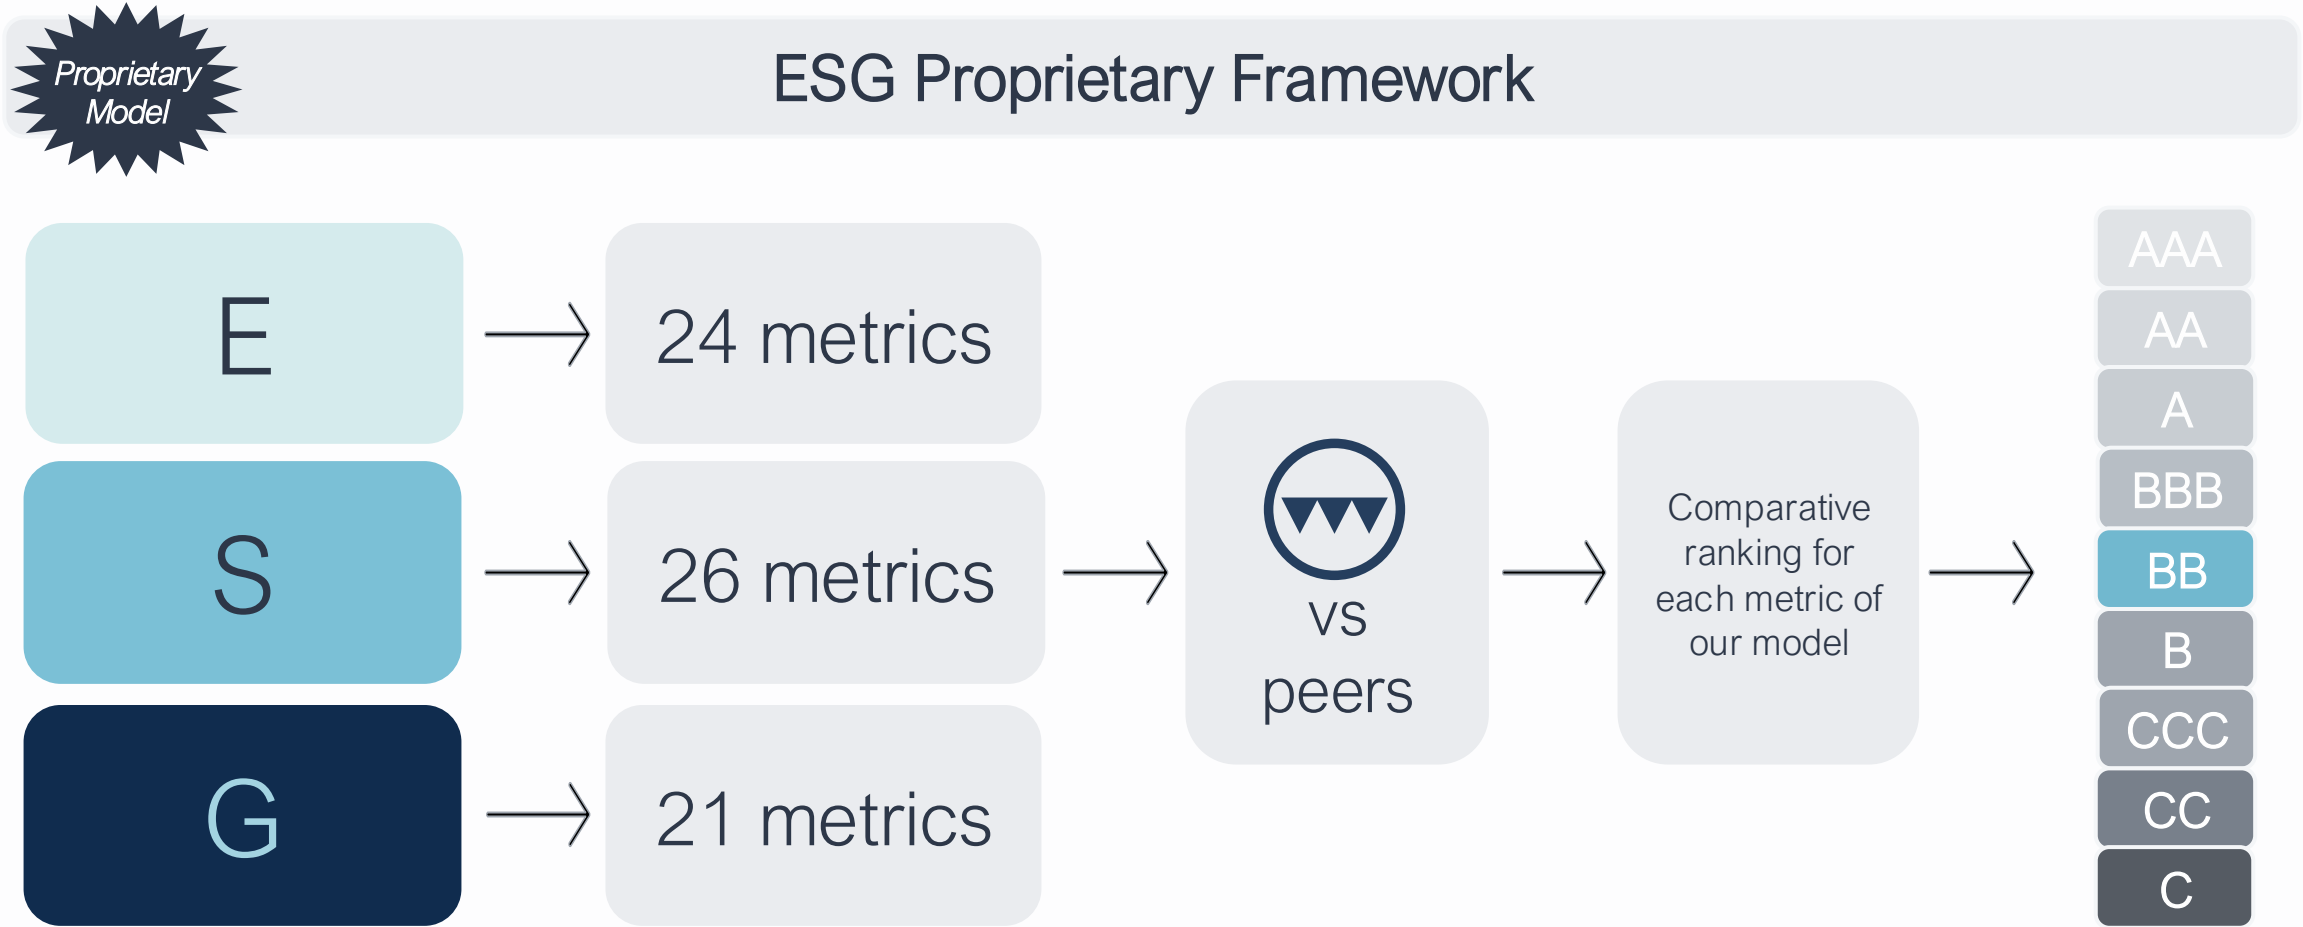 Proprietary
Model
ESG Proprietary Framework
E
24 metrics
S
26 metrics
G
21 metrics
vs
peers
Comparative
ranking for
each metric of
our model
AAA
AA
A
BBB
BB
B
CCC
CC
C